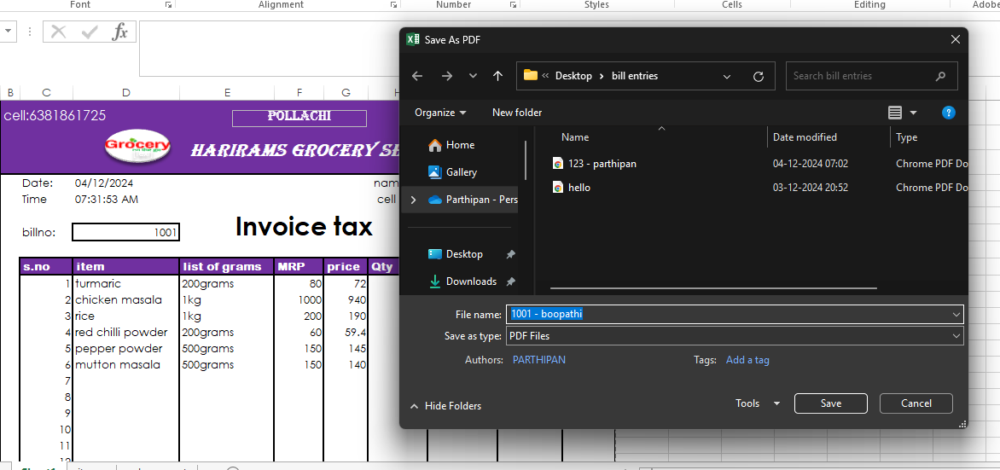 Font Alignment Number Styles Cells Editing Adobe
fx
B C D E F G H
cell:6381861725
POLLACHI
Grocery
HARIRAMS GROCERY
Date: 04/12/2024
Time 07:31:53 AM
cell
billno: 1001
Invoice tax
s.no item list of grams MRP price Qty
1 turmaric 200grams 80 72
2 chicken masala 1kg 1000 940
3 rice 1kg 200 190
4 red chilli powder 200grams 60 59.4
5 pepper powder 500grams 150 145
6 mutton masala 500grams 150 140
7
8
9
10
11
12
Save As PDF
« Desktop › bill entries
Search bill entries
Organize New folder
Home
Gallery
Parthipan - Pers
Desktop
Downloads
Name Date modified Type
123 - parthipan 04-12-2024 07:02 Chrome PDF Do
hello 03-12-2024 20:52 Chrome PDF Do
File name: 1001 - boopathi
Save as type: PDF Files
Authors: PARTHIPAN Tags: Add a tag
Hide Folders Tools Save Cancel